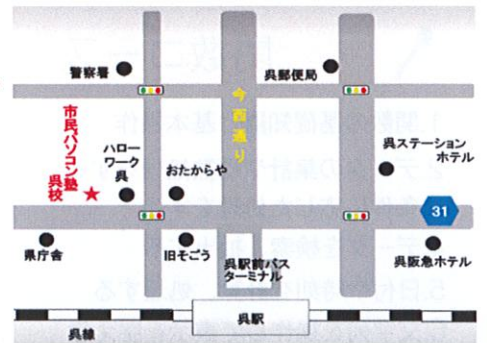 警察署
呉郵便局
今西通り
市民パソコン塾
呉校
ハロー
ワーク
呉
おたからや
呉ステーション
ホテル
31
県庁舎
旧そごう
呉駅前バス
ターミナル
呉阪急ホテル
呉駅
呉線